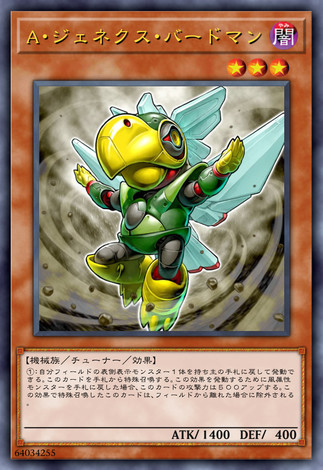 A・ジェネクス・バードマン
やみ
闇
【機械族／チューナー／効果】
①：自分フィールドの表側表示モンスター１体を持ち主の手札に戻して発動で
きる。このカードを手札から特殊召喚する。この効果を発動するために風属性
モンスターを手札に戻した場合、このカードの攻撃力は５００アップする。この効
果で特殊召喚したこのカードは、フィールドから離れた場合に除外される。
ATK/ 1400 DEF/ 400
64034255